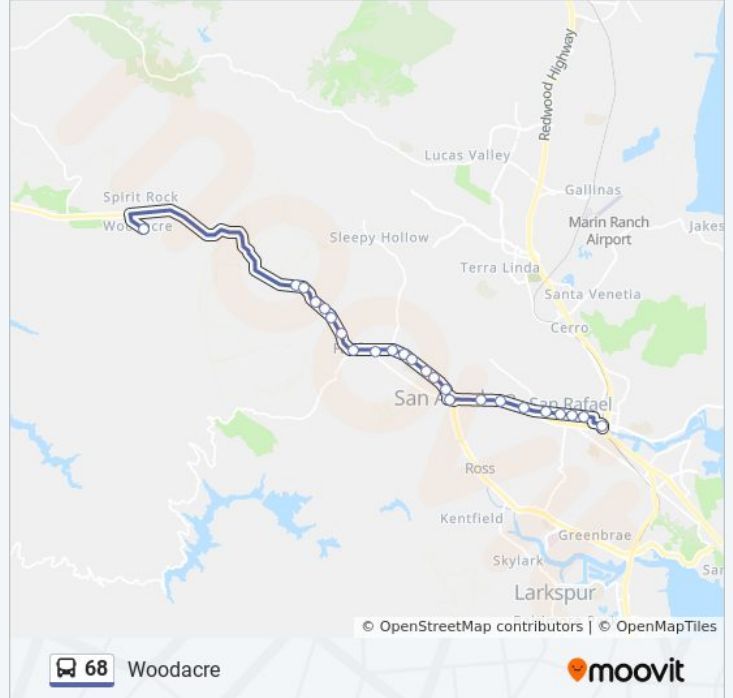 Redwood Highway
Lucas Valley
Gallinas
Spirit Rock
Woodacre
Marin Ranch
Airport
Jakes
Sleepy Hollow
Terra Linda
Santa Venetia
Cerro
San Rafael
Ross
Kentfield
Greenbrae
Skylark
Larkspur
© OpenStreetMap contributors | © OpenMapTiles
68 Woodacre
moovit